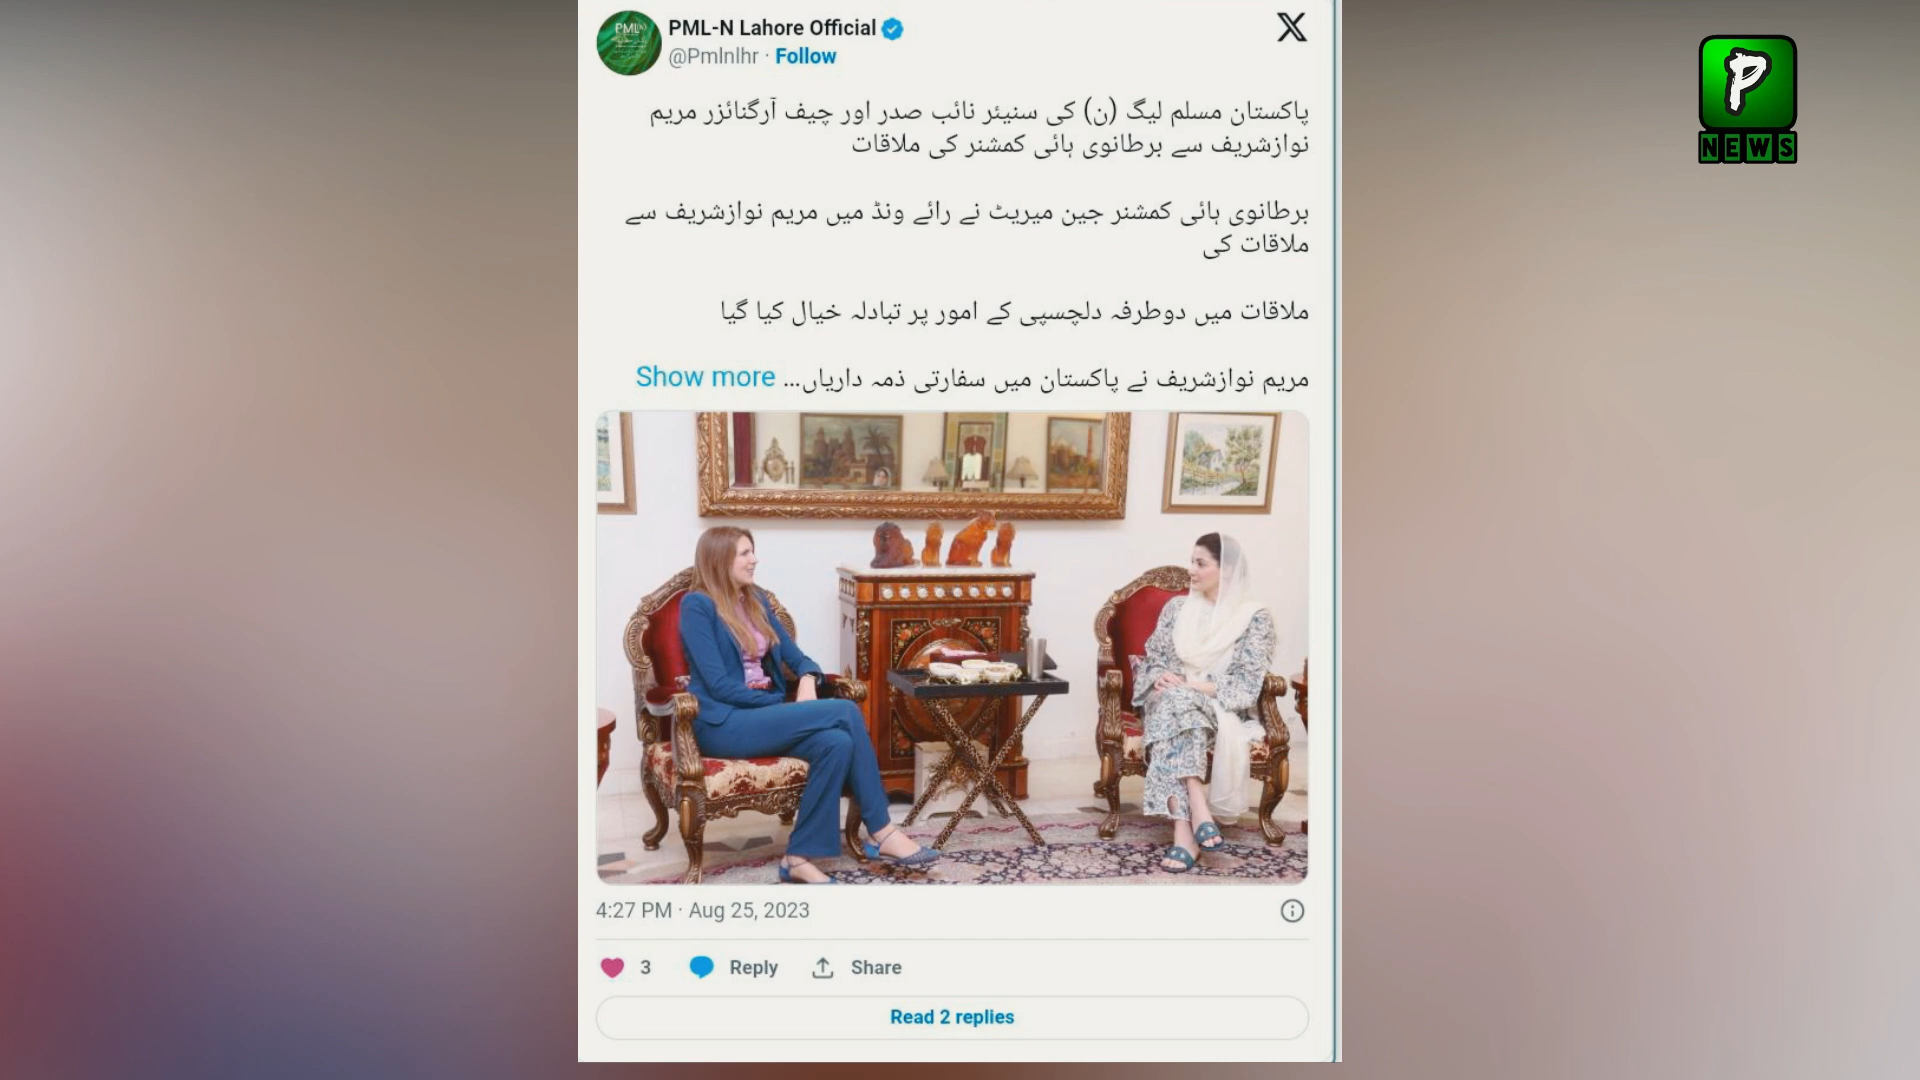 PML-N Lahore Official
@Pmlnlhr · Follow
پاکستان مسلم لیگ (ن) کی سنیئر نائب صدر اور چیف آرگنائزر مریم
نوازشریف سے برطانوی ہائی کمشنر کی ملاقات
برطانوی ہائی کمشنر جین میریٹ نے رائے ونڈ میں مریم نوازشریف سے
ملاقات کی
ملاقات میں دوطرفہ دلچسپی کے امور پر تبادلہ خیال کیا گیا
مریم نوازشریف نے پاکستان میں سفارتی ذمہ داریاں... Show more
4:27 PM · Aug 25, 2023
3 Reply Share
Read 2 replies
P
NEWS
PML(N)